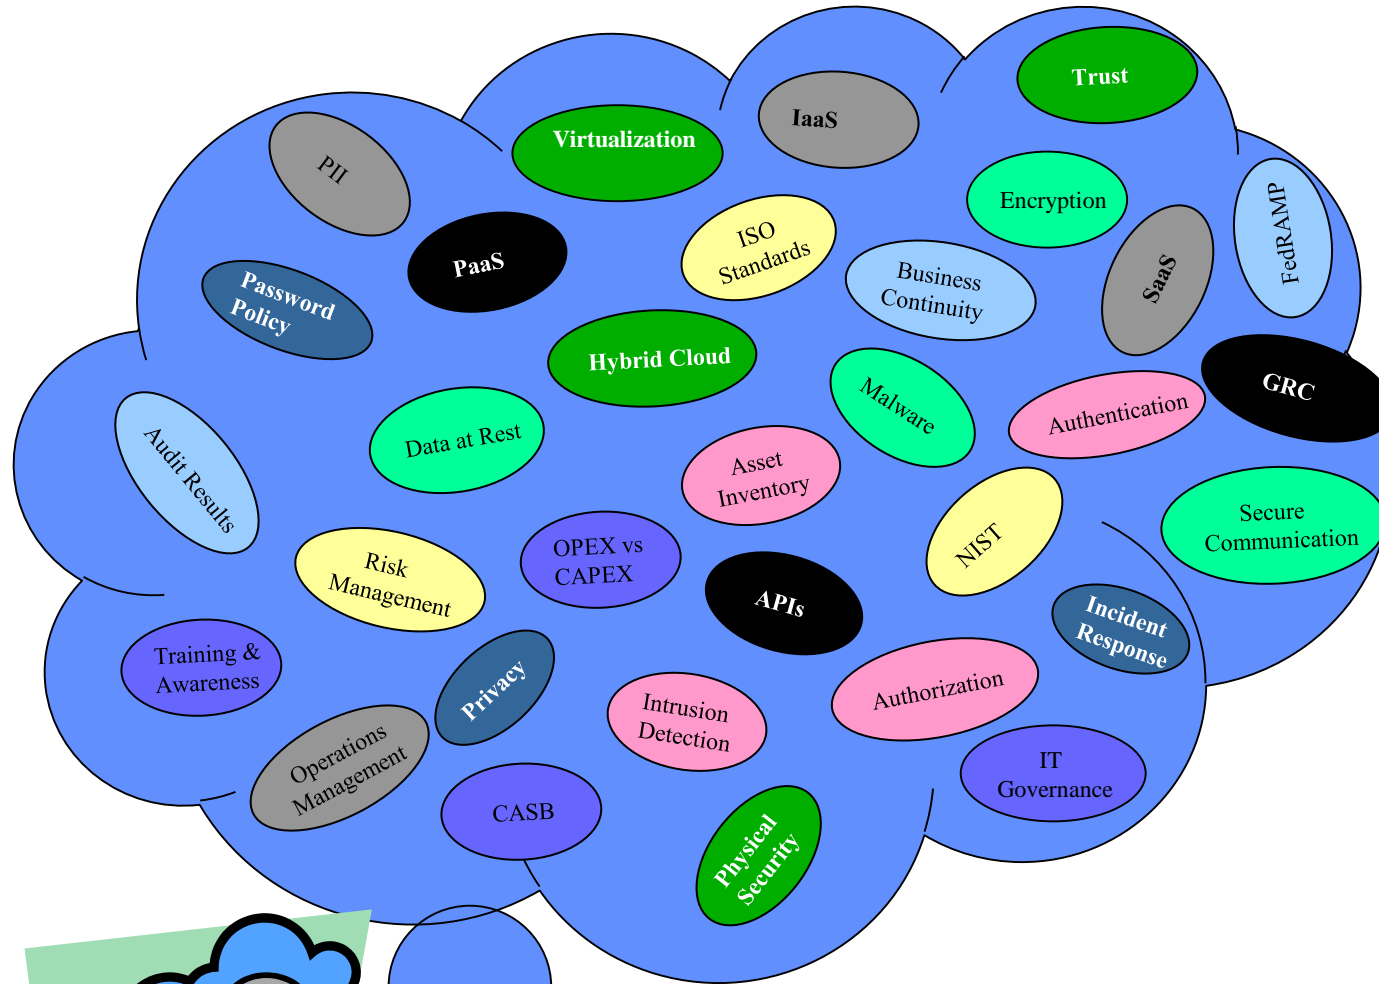 Trust
IaaS
Virtualization
PII
Encryption
FedRAMP
ISO
Standards
PaaS
SaaS
Business
Continuity
Password
Policy
Hybrid Cloud
GRC
Malware
Authentication
Data at Rest
Audit Results
Asset
Inventory
Secure
Communication
NIST
OPEX vs
CAPEX
Risk
Management
APIs
Incident
Response
Training &
Awareness
Privacy
Authorization
Intrusion
Detection
Operations
Management
IT
Governance
CASB
Physical
Security